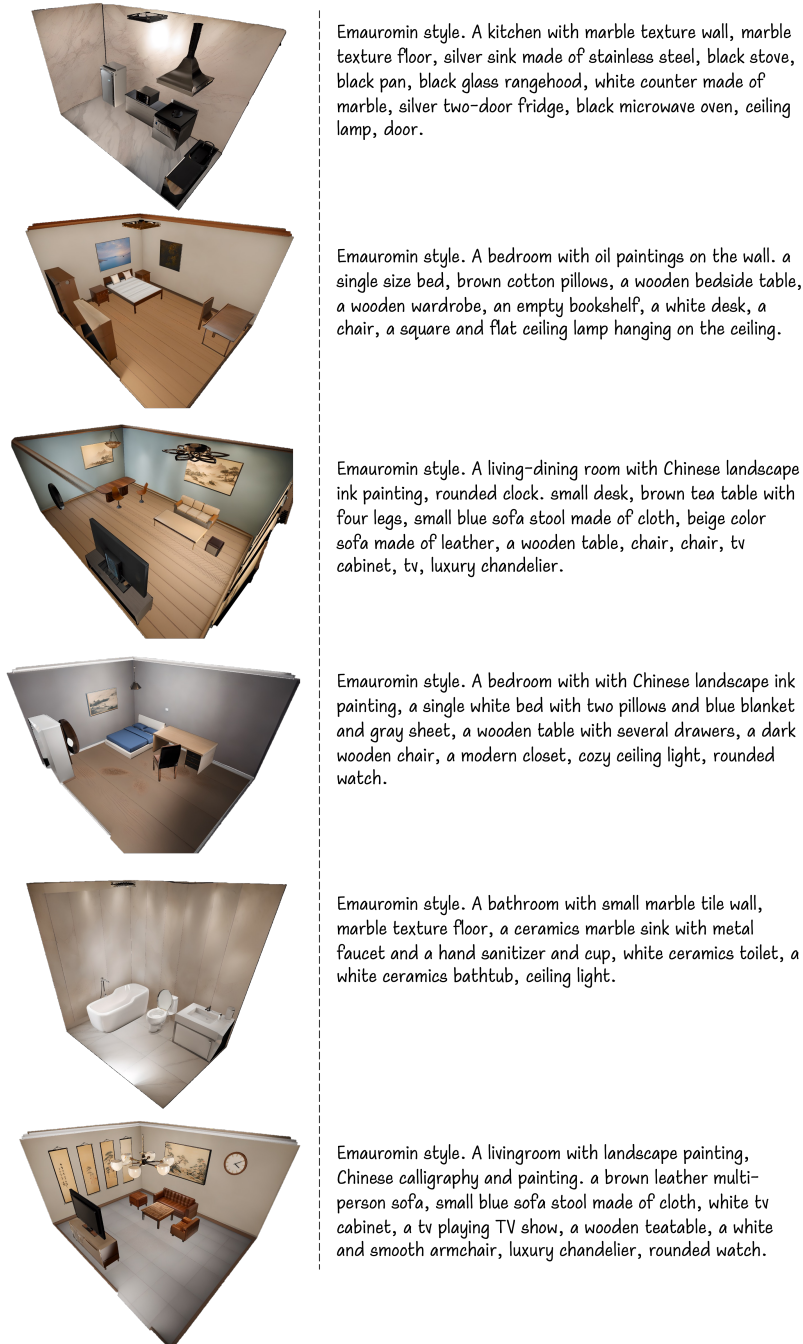 Emauromin style. A kitchen with marble texture wall, marble
texture floor, silver sink made of stainless steel, black stove,
black pan, black glass rangehood, white counter made of
marble, silver two-door fridge, black microwave oven, ceiling
lamp, door.
Emauromin style. A bedroom with oil paintings on the wall. a
single size bed, brown cotton pillows, a wooden bedside table,
a wooden wardrobe, an empty bookshelf, a white desk, a
chair, a square and flat ceiling lamp hanging on the ceiling.
Emauromin style. A living-dining room with Chinese landscape
ink painting, rounded clock. small desk, brown tea table with
four legs, small blue sofa stool made of cloth, beige color
sofa made of leather, a wooden table, chair, chair, tv
cabinet, tv, luxury chandelier.
Emauromin style. A bedroom with with Chinese landscape ink
painting, a single white bed with two pillows and blue blanket
and gray sheet, a wooden table with several drawers, a dark
wooden chair, a modern closet, cozy ceiling light, rounded
watch.
Emauromin style. A bathroom with small marble tile wall,
marble texture floor, a ceramics marble sink with metal
faucet and a hand sanitizer and cup, white ceramics toilet, a
white ceramics bathtub, ceiling light.
Emauromin style. A livingroom with landscape painting,
Chinese calligraphy and painting. a brown leather multi-
person sofa, small blue sofa stool made of cloth, white tv
cabinet, a tv playing TV show, a wooden teatable, a white
and smooth armchair, luxury chandelier, rounded watch.